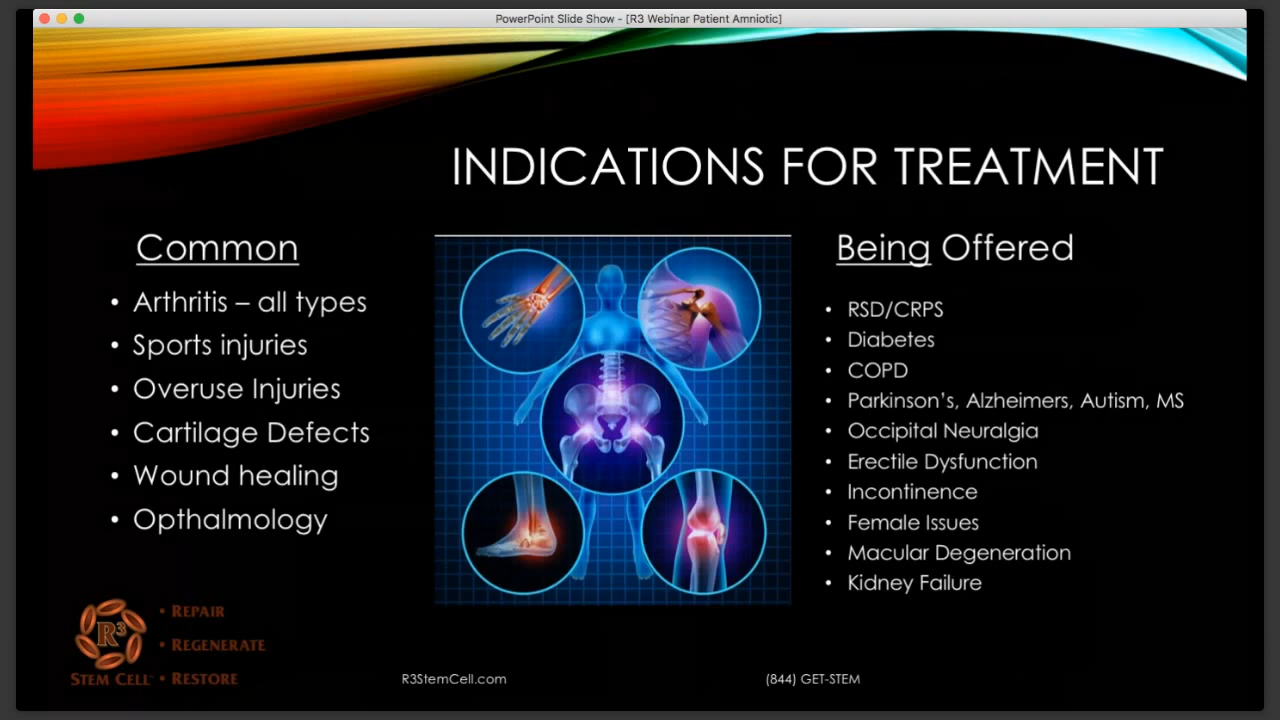 PowerPoint Slide Show - [R3 Webinar Patient Amniotic]
INDICATIONS FOR TREATMENT
Common
• Arthritis – all types
• Sports injuries
• Overuse Injuries
• Cartilage Defects
• Wound healing
• Opthalmology
Being Offered
• RSD/CRPS
• Diabetes
• COPD
• Parkinson’s, Alzheimers, Autism, MS
• Occipital Neuralgia
• Erectile Dysfunction
• Incontinence
• Female Issues
• Macular Degeneration
• Kidney Failure
R3
STEM CELL™
• REPAIR
• REGENERATE
• RESTORE
R3StemCell.com
(844) GET-STEM